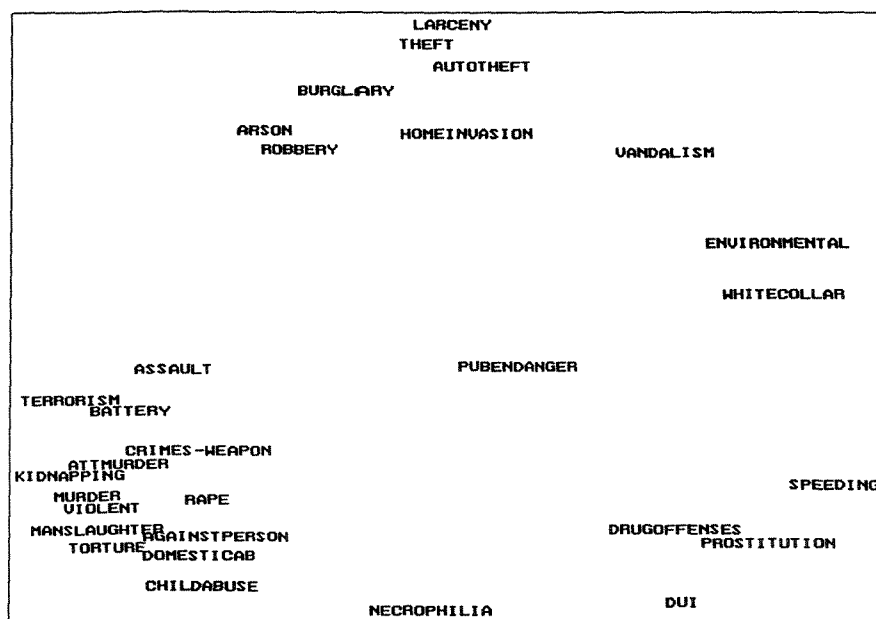 LARCENY
THEFT
AUTOTHEFT
BURGLARY
ARSON
HOMEINVASION
ROBBERY
VANDALISM
ENVIRONMENTAL
WHITECOLLAR
ASSAULT
PUBENDANGER
TERRORISM
BATTERY
CRIMES-WEAPON
ATTMURDER
KIDNAPPING
SPEEDING
MURDER
RAPE
VIOLENT
MANSLAUGHTER
DRUGOFFENSES
AGAINSTPERSON
PROSTITUTION
TORTURE
DOMESTICAB
CHILDABUSE
DUI
NECROPHILIA